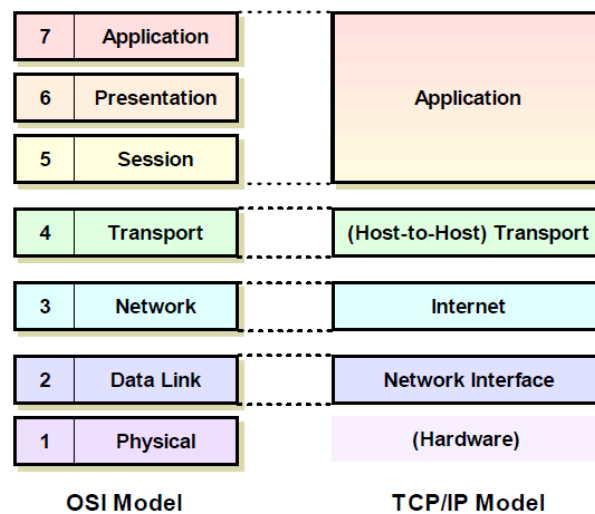 7 Application
6 Presentation
5 Session
4 Transport
3 Network
2 Data Link
1 Physical
OSI Model
Application
(Host-to-Host) Transport
Internet
Network Interface
(Hardware)
TCP/IP Model